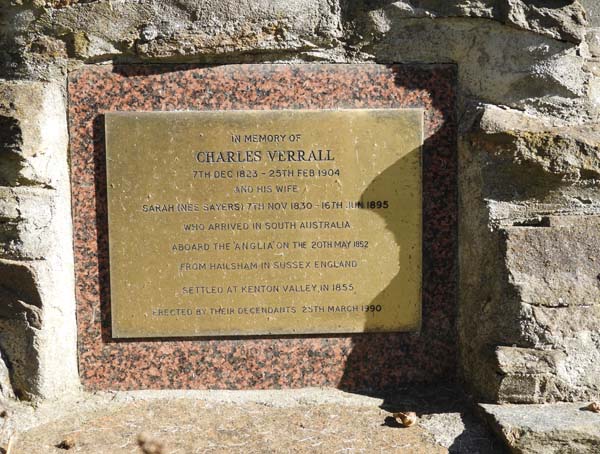 IN MEMORY OF
CHARLES VERRALL
7TH DEC 1823 - 25TH FEB 1904
AND HIS WIFE
SARAH (NEE SAYERS) 7TH NOV 1830 - 16TH JUN 1895
WHO ARRIVED IN SOUTH AUSTRALIA
ABOARD THE ANGLIA ON THE 20TH MAY 1852
FROM HAILSHAM IN SUSSEX ENGLAND
SETTLED AT KENTON VALLEY, IN 1855
ERECTED BY THEIR DECENDANTS 25TH MARCH 1990